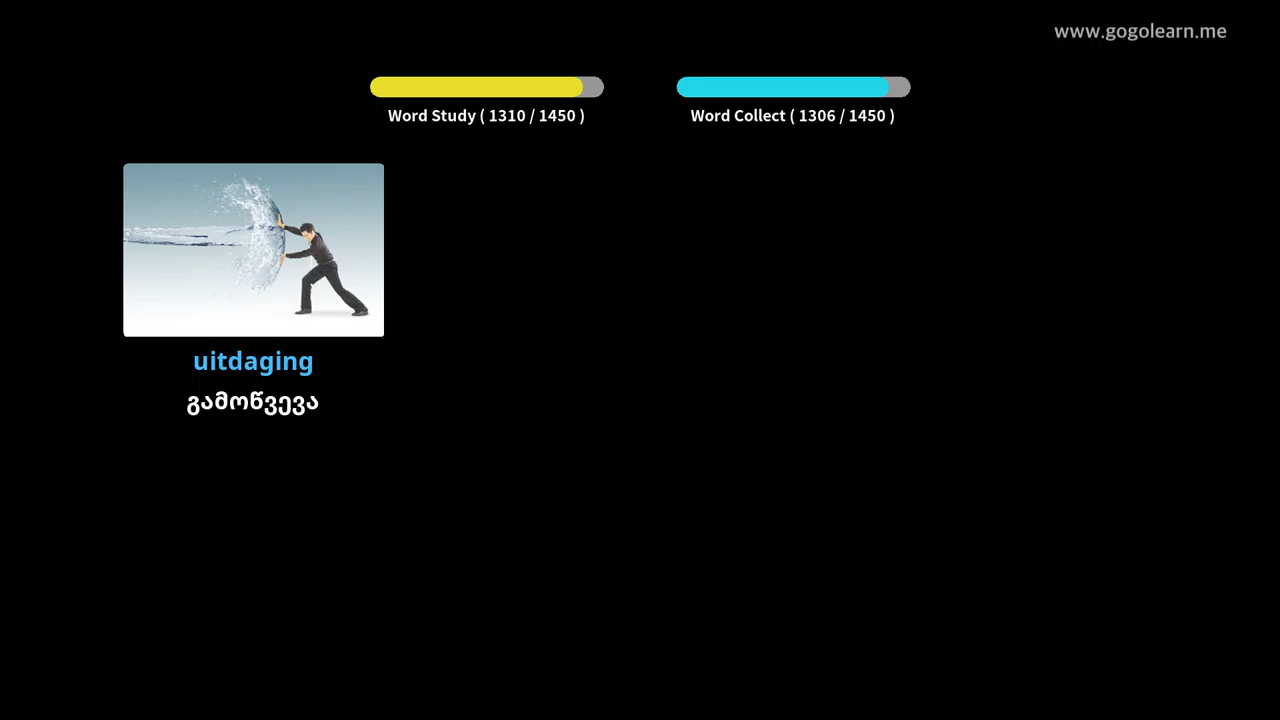 www.gogolearn.me
Word Study ( 1310 / 1450 )
Word Collect ( 1306 / 1450 )
uitdaging
გამოწვევა